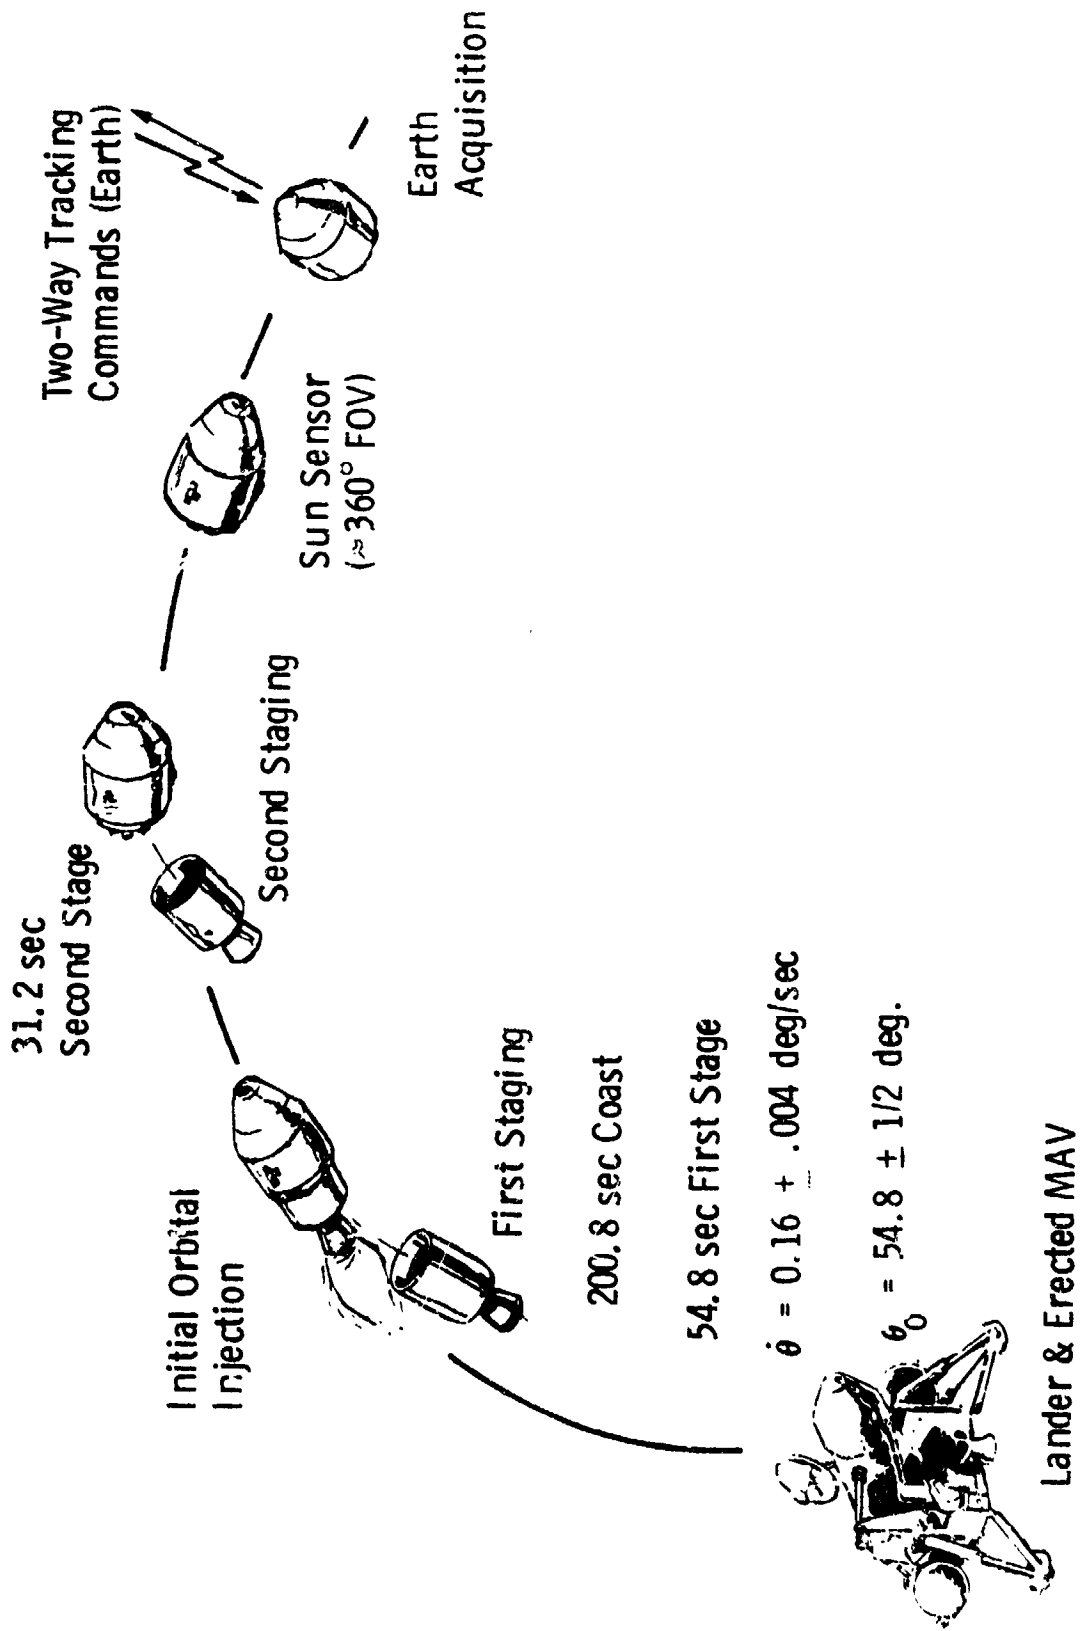 Two-Way Tracking
Commands (Earth)
31.2 sec
Second Stage
Earth
Acquisition
Sun Sensor
(≈360° FOV)
Initial Orbital
Injection
Second Staging
First Staging
200.8 sec Coast
54.8 sec First Stage
θ̇ = 0.16 ± .004 deg/sec
θ₀ = 54.8 ± 1/2 deg.
Lander & Erected MAV